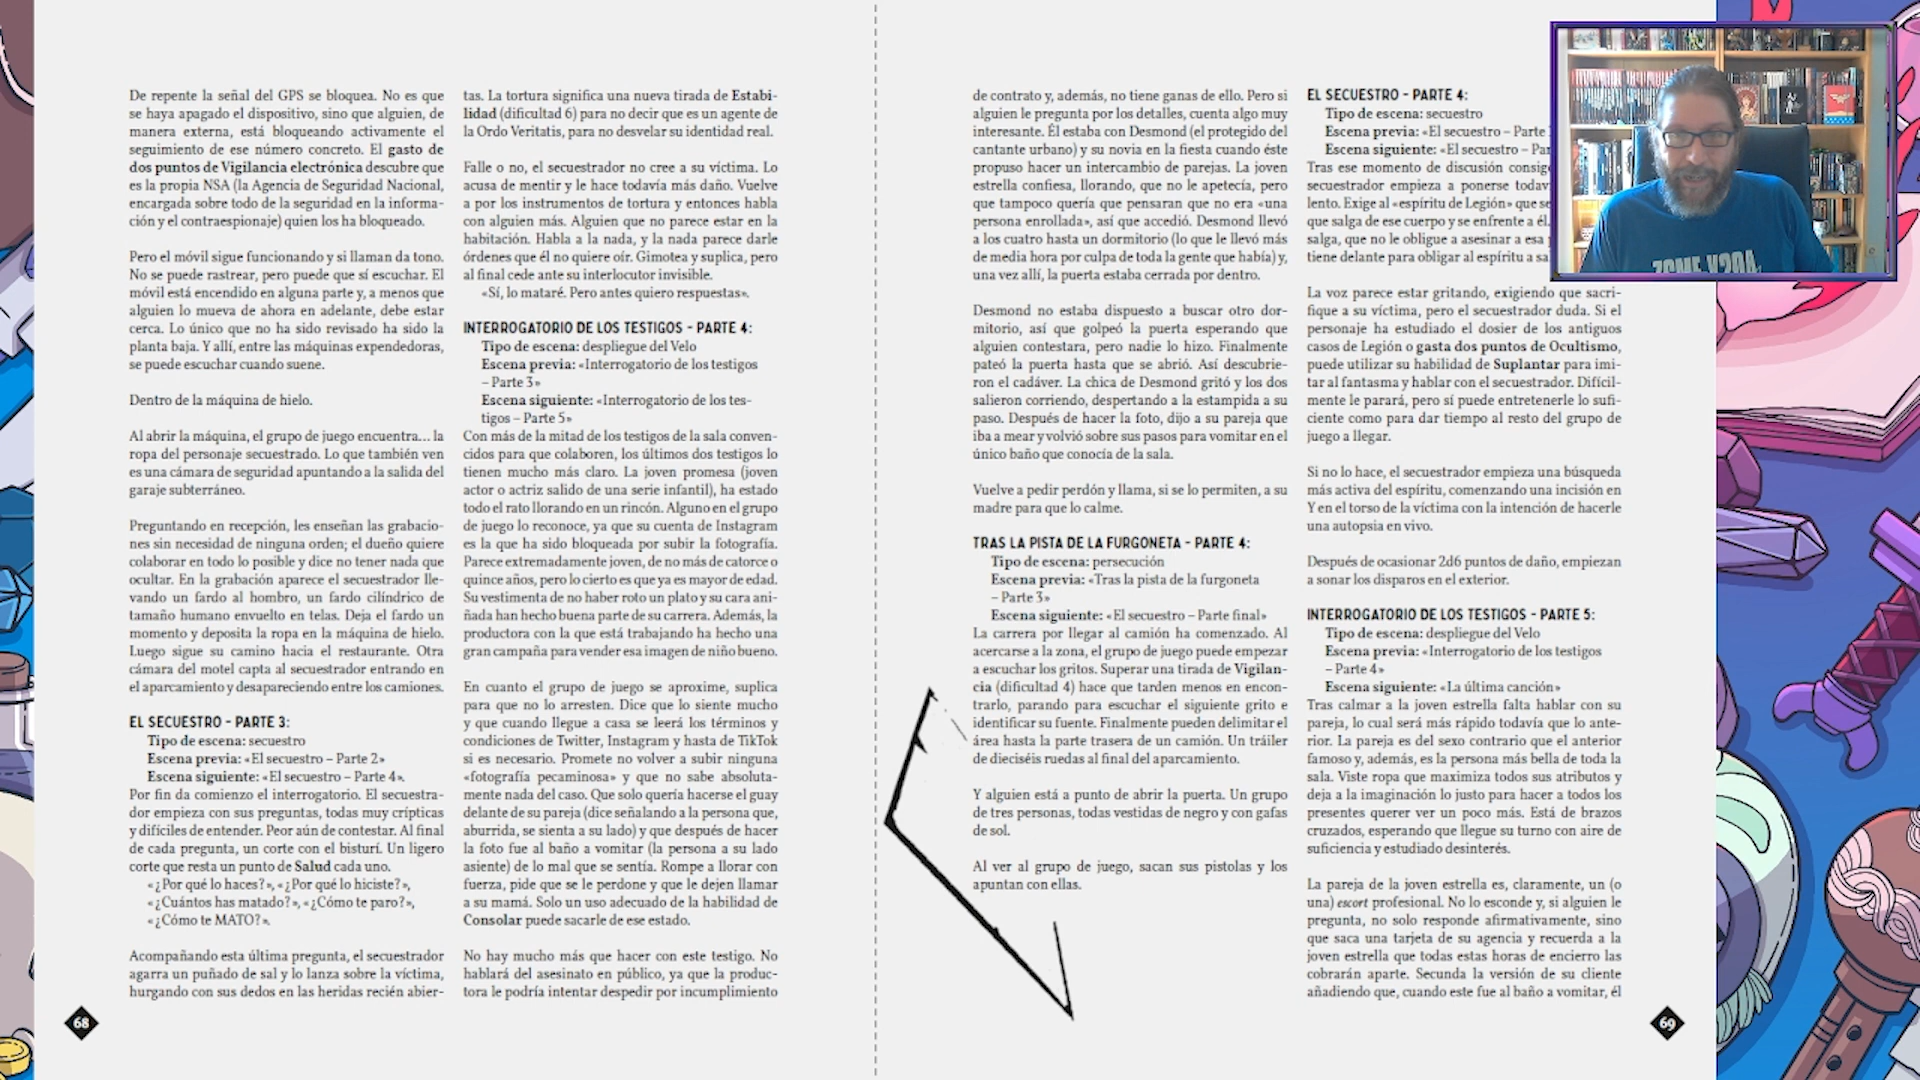 De repente la señal del GPS se bloquea. No es que
se haya apagado el dispositivo, sino que alguien, de
manera externa, está bloqueando activamente el
seguimiento de ese número concreto. El gasto de
dos puntos de Vigilancia electrónica descubre que
es la propia NSA (la Agencia de Seguridad Nacional,
encargada sobre todo de la seguridad en la informa-
ción y el contraespionaje) quien los ha bloqueado.
Pero el móvil sigue funcionando y si llaman da tono.
No se puede rastrear, pero puede que sí escuchar. El
móvil está encendido en alguna parte y, a menos que
alguien lo mueva de ahora en adelante, debe estar
cerca. Lo único que no ha sido revisado ha sido la
planta baja. Y allí, entre las máquinas expendedoras,
se puede escuchar cuando suene.
Dentro de la máquina de hielo.
Al abrir la máquina, el grupo de juego encuentra... la
ropa del personaje secuestrado. Lo que también ven
es una cámara de seguridad apuntando a la salida del
garaje subterráneo.
Preguntando en recepción, les enseñan las grabacio-
nes sin necesidad de ninguna orden; el dueño quiere
colaborar en todo lo posible y dice no tener nada que
ocultar. En la grabación aparece el secuestrador lle-
vando un fardo al hombro, un fardo cilíndrico de
tamaño humano envuelto en telas. Deja el fardo un
momento y deposita la ropa en la máquina de hielo.
Luego sigue su camino hacia el restaurante. Otra
cámara del motel capta al secuestrador entrando en
el aparcamiento y desapareciendo entre los camiones.
EL SECUESTRO - PARTE 3:
Tipo de escena: secuestro
Escena previa: «El secuestro – Parte 2»
Escena siguiente: «El secuestro – Parte 4».
Por fin da comienzo el interrogatorio. El secuestra-
dor empieza con sus preguntas, todas muy crípticas
y difíciles de entender. Peor aún de contestar. Al final
de cada pregunta, un corte con el bisturí. Un ligero
corte que resta un punto de Salud cada uno.
«¿Por qué lo haces?», «¿Por qué lo hiciste?»,
«¿Cuántos has matado?», «¿Cómo te paro?»,
«¿Cómo te MATO?».
Acompañando esta última pregunta, el secuestrador
agarra un puñado de sal y lo lanza sobre la víctima,
hurgando con sus dedos en las heridas recién abier-
68
tas. La tortura significa una nueva tirada de Estabi-
lidad (dificultad 6) para no decir que es un agente de
la Ordo Veritatis, para no desvelar su identidad real.
Falle o no, el secuestrador no cree a su víctima. Lo
acusa de mentir y le hace todavía más daño. Vuelve
a por los instrumentos de tortura y entonces habla
con alguien más. Alguien que no parece estar en la
habitación. Habla a la nada, y la nada parece darle
órdenes que él no quiere oír. Gimotea y suplica, pero
al final cede ante su interlocutor invisible.
«Sí, lo mataré. Pero antes quiero respuestas».
INTERROGATORIO DE LOS TESTIGOS - PARTE 4:
Tipo de escena: despliegue del Velo
Escena previa: «Interrogatorio de los testigos
– Parte 3»
Escena siguiente: «Interrogatorio de los tes-
tigos – Parte 5»
Con más de la mitad de los testigos de la sala conven-
cidos para que colaboren, los últimos dos testigos lo
tienen mucho más claro. La joven promesa (joven
actor o actriz salido de una serie infantil), ha estado
todo el rato llorando en un rincón. Alguno en el grupo
de juego lo reconoce, ya que su cuenta de Instagram
es la que ha sido bloqueada por subir la fotografía.
Parece extremadamente joven, de no más de catorce o
quince años, pero lo cierto es que ya es mayor de edad.
Su vestimenta de no haber roto un plato y su cara ani-
ñada han hecho buena parte de su carrera. Además, la
productora con la que está trabajando ha hecho una
gran campaña para vender esa imagen de niño bueno.
En cuanto el grupo de juego se aproxime, suplica
para que no lo arresten. Dice que lo siente mucho
y que cuando llegue a casa se leerá los términos y
condiciones de Twitter, Instagram y hasta de TikTok
si es necesario. Promete no volver a subir ninguna
«fotografía pecaminosa» y que no sabe absoluta-
mente nada del caso. Que solo quería hacerse el guay
delante de su pareja (dice señalando a la persona que,
aburrida, se sienta a su lado) y que después de hacer
la foto fue al baño a vomitar (la persona a su lado
asiente) de lo mal que se sentía. Rompe a llorar con
fuerza, pide que se le perdone y que le dejen llamar
a su mamá. Solo un uso adecuado de la habilidad de
Consolar puede sacarle de ese estado.
No hay mucho más que hacer con este testigo. No
hablará del asesinato en público, ya que la produc-
tora le podría intentar despedir por incumplimiento
de contrato y, además, no tiene ganas de ello. Pero si
alguien le pregunta por los detalles, cuenta algo muy
interesante. Él estaba con Desmond (el protegido del
cantante urbano) y su novia en la fiesta cuando éste
propuso hacer un intercambio de parejas. La joven
estrella confiesa, llorando, que no le apetecía, pero
que tampoco quería que pensaran que no era «una
persona enrollada», así que accedió. Desmond llevó
a los cuatro hasta un dormitorio (lo que le llevó más
de media hora por culpa de toda la gente que había) y,
una vez allí, la puerta estaba cerrada por dentro.
Desmond no estaba dispuesto a buscar otro dor-
mitorio, así que golpeó la puerta esperando que
alguien contestara, pero nadie lo hizo. Finalmente
pateó la puerta hasta que se abrió. Así descubrie-
ron el cadáver. La chica de Desmond gritó y los dos
salieron corriendo, despertando a la estampida a su
paso. Después de hacer la foto, dijo a su pareja que
iba a mear y volvió sobre sus pasos para vomitar en el
único baño que conocía de la sala.
Vuelve a pedir perdón y llama, si se lo permiten, a su
madre para que lo calme.
TRAS LA PISTA DE LA FURGONETA - PARTE 4:
Tipo de escena: persecución
Escena previa: «Tras la pista de la furgoneta
– Parte 3»
Escena siguiente: «El secuestro – Parte final»
La carrera por llegar al camión ha comenzado. Al
acercarse a la zona, el grupo de juego puede empezar
a escuchar los gritos. Superar una tirada de Vigilan-
cia (dificultad 4) hace que tarden menos en encon-
trarlo, parando para escuchar el siguiente grito e
identificar su fuente. Finalmente pueden delimitar el
área hasta la parte trasera de un camión. Un tráiler
de dieciséis ruedas al final del aparcamiento.
Y alguien está a punto de abrir la puerta. Un grupo
de tres personas, todas vestidas de negro y con gafas
de sol.
Al ver al grupo de juego, sacan sus pistolas y los
apuntan con ellas.
EL SECUESTRO - PARTE 4:
Tipo de escena: secuestro
Escena previa: «El secuestro – Parte
Escena siguiente: «El secuestro – Par
Tras ese momento de discusión consig
secuestrador empieza a ponerse todav
lento. Exige al «espíritu de Legión» que se
que salga de ese cuerpo y se enfrente a él.
salga, que no le obligue a asesinar a esa
tiene delante para obligar al espíritu a sa
La voz parece estar gritando, exigiendo que sacri-
fique a su víctima, pero el secuestrador duda. Si el
personaje ha estudiado el dosier de los antiguos
casos de Legión o gasta dos puntos de Ocultismo,
puede utilizar su habilidad de Suplantar para imi-
tar al fantasma y hablar con el secuestrador. Difícil-
mente le parará, pero sí puede entretenerle lo sufi-
ciente como para dar tiempo al resto del grupo de
juego a llegar.
Si no lo hace, el secuestrador empieza una búsqueda
más activa del espíritu, comenzando una incisión en
Y en el torso de la víctima con la intención de hacerle
una autopsia en vivo.
Después de ocasionar 2d6 puntos de daño, empiezan
a sonar los disparos en el exterior.
INTERROGATORIO DE LOS TESTIGOS - PARTE 5:
Tipo de escena: despliegue del Velo
Escena previa: «Interrogatorio de los testigos
– Parte 4»
Escena siguiente: «La última canción»
Tras calmar a la joven estrella falta hablar con su
pareja, lo cual será más rápido todavía que lo ante-
rior. La pareja es del sexo contrario que el anterior
famoso y, además, es la persona más bella de toda la
sala. Viste ropa que maximiza todos sus atributos y
deja a la imaginación lo justo para hacer a todos los
presentes querer ver un poco más. Está de brazos
cruzados, esperando que llegue su turno con aire de
suficiencia y estudiado desinterés.
La pareja de la joven estrella es, claramente, un (o
una) escort profesional. No lo esconde y, si alguien le
pregunta, no solo responde afirmativamente, sino
que saca una tarjeta de su agencia y recuerda a la
joven estrella que todas estas horas de encierro las
cobrarán aparte. Secunda la versión de su cliente
añadiendo que, cuando este fue al baño a vomitar, él
69